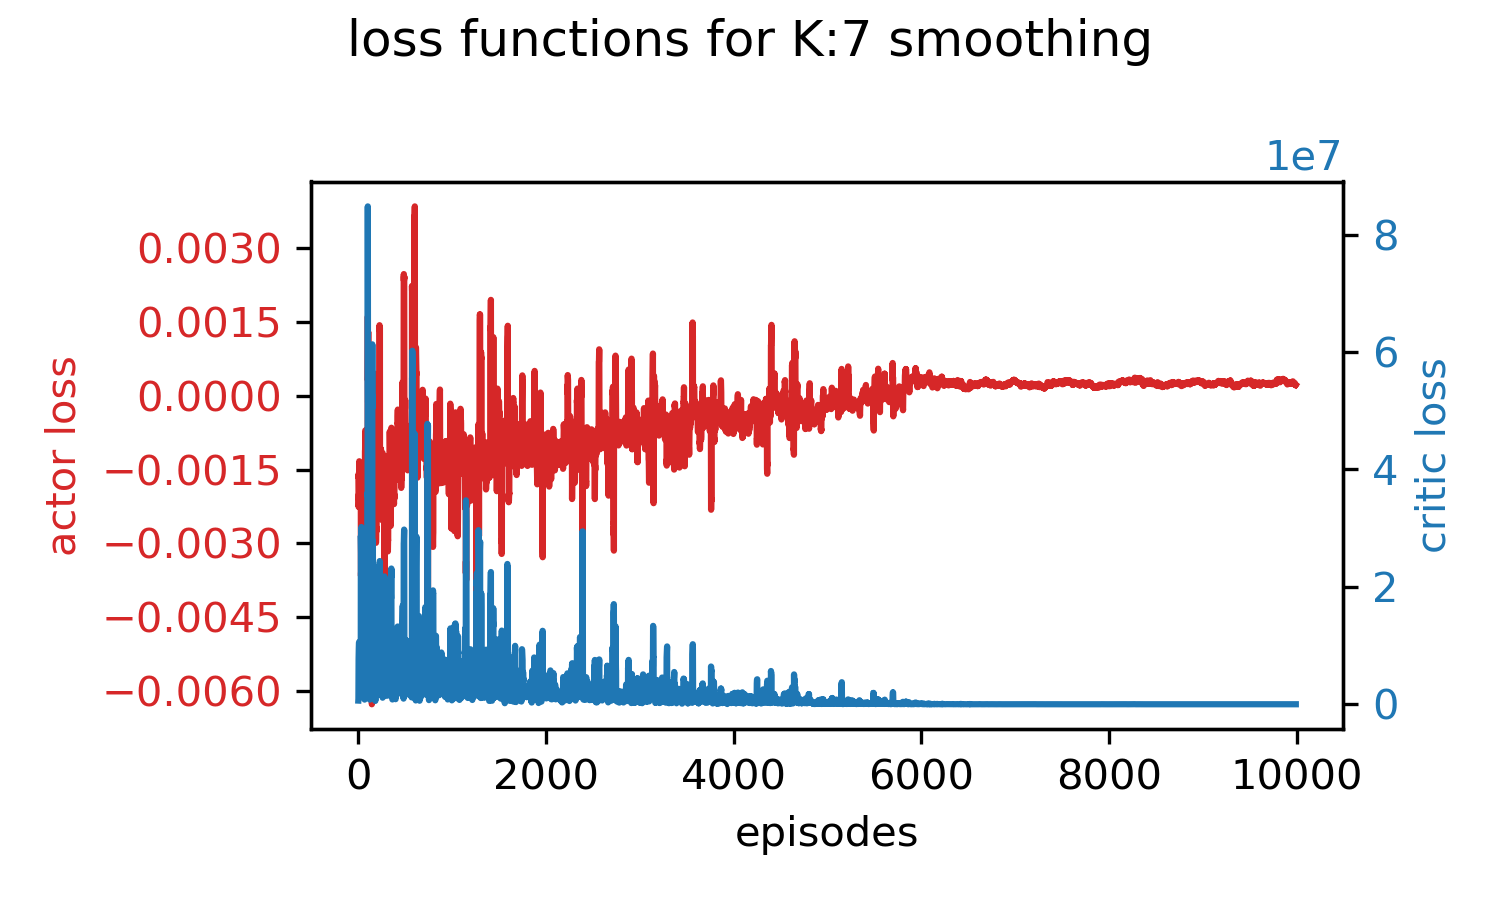 loss functions for K:7 smoothing
1e7
0.0030
0.0015
0.0000
−0.0015
−0.0030
−0.0045
−0.0060
actor loss
8
6
4
2
0
critic loss
0 2000 4000 6000 8000 10000
episodes